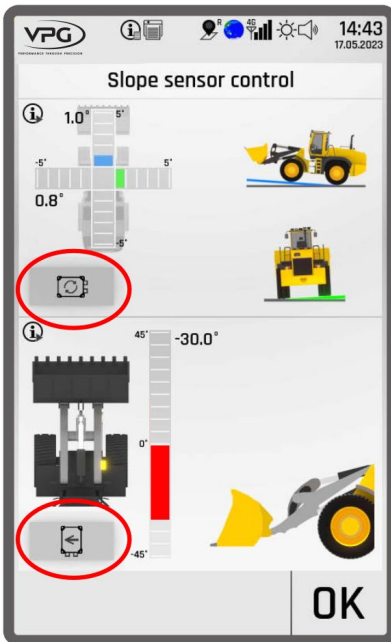 VPG
PERFORMANCE THROUGH PRECISION
R
4G
14:43
17.05.2023
Slope sensor control
1.0°
5°
-5°
5°
0.8°
-5°
45°
-30.0°
0°
-45°
OK